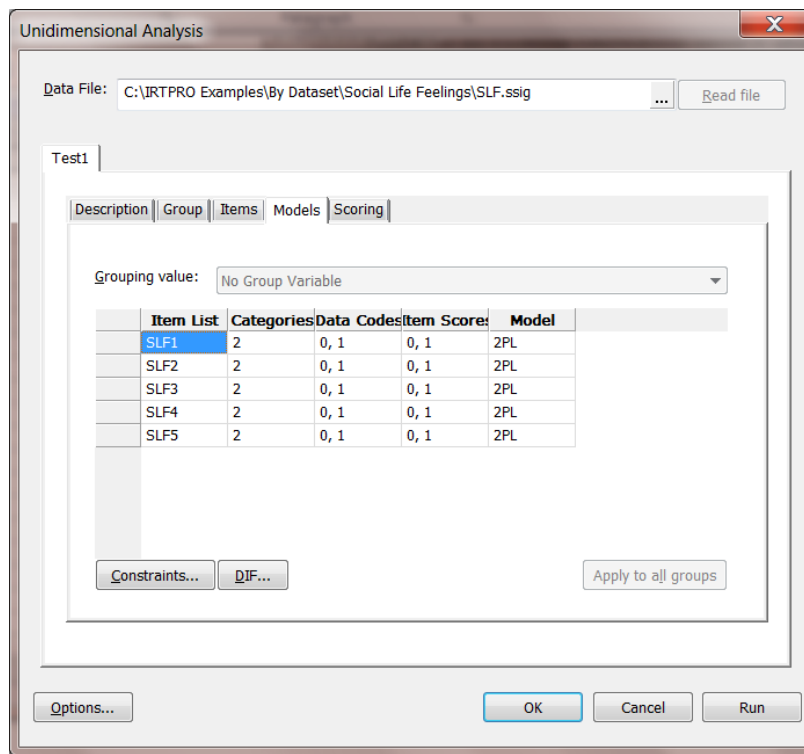 Unidimensional Analysis
Data File: C:\IRTPRO Examples\By Dataset\Social Life Feelings\SLF.ssig ... Read file
Test1
Description Group Items Models Scoring
Grouping value: No Group Variable
Item List Categories Data Codes Item Scores Model
SLF1 2 0, 1 0, 1 2PL
SLF2 2 0, 1 0, 1 2PL
SLF3 2 0, 1 0, 1 2PL
SLF4 2 0, 1 0, 1 2PL
SLF5 2 0, 1 0, 1 2PL
Constraints... DIF... Apply to all groups
Options... OK Cancel Run